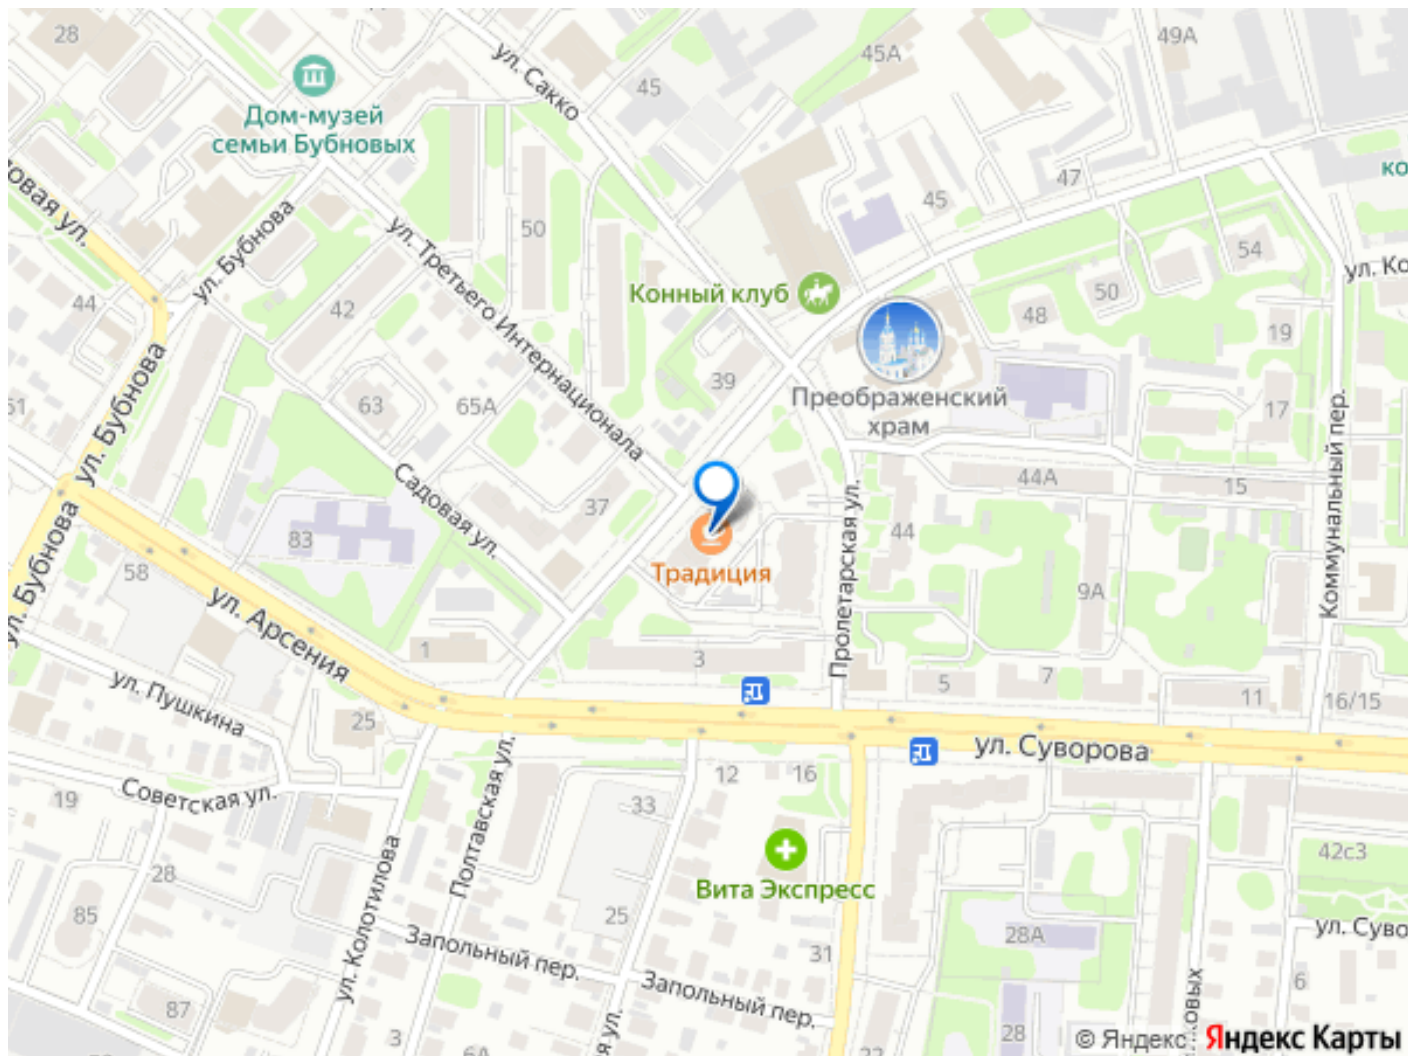 28
49А
45А
ул. Сакко
45
Дом-музей
семьи Бубновых
47
ко
овая ул.
45
ул. Бубнова
50
ул. Третьего Интернационала
54
ул. Ко
44
Конный клуб
50
42
48
19
39
Преображенский
храм
63
65А
51
17
ул. Бубнова
Коммунальный пер.
Садовая ул.
44А
15
37
Пролетарская ул.
44
83
ул. Бубнова
Традиция
58
9А
ул. Арсения
1
3
5
7
11
16/15
ул. Пушкина
25
ул. Суворова
Советская ул.
19
12
16
33
Полтавская ул.
ул. Колотилова
42с3
28
Вита Экспресс
85
25
ул. Суво
28А
Запольный пер.
31
Запольный пер.
6
87
овых
3
6А
я ул.
22
28
© Яндекс
Яндекс Карты